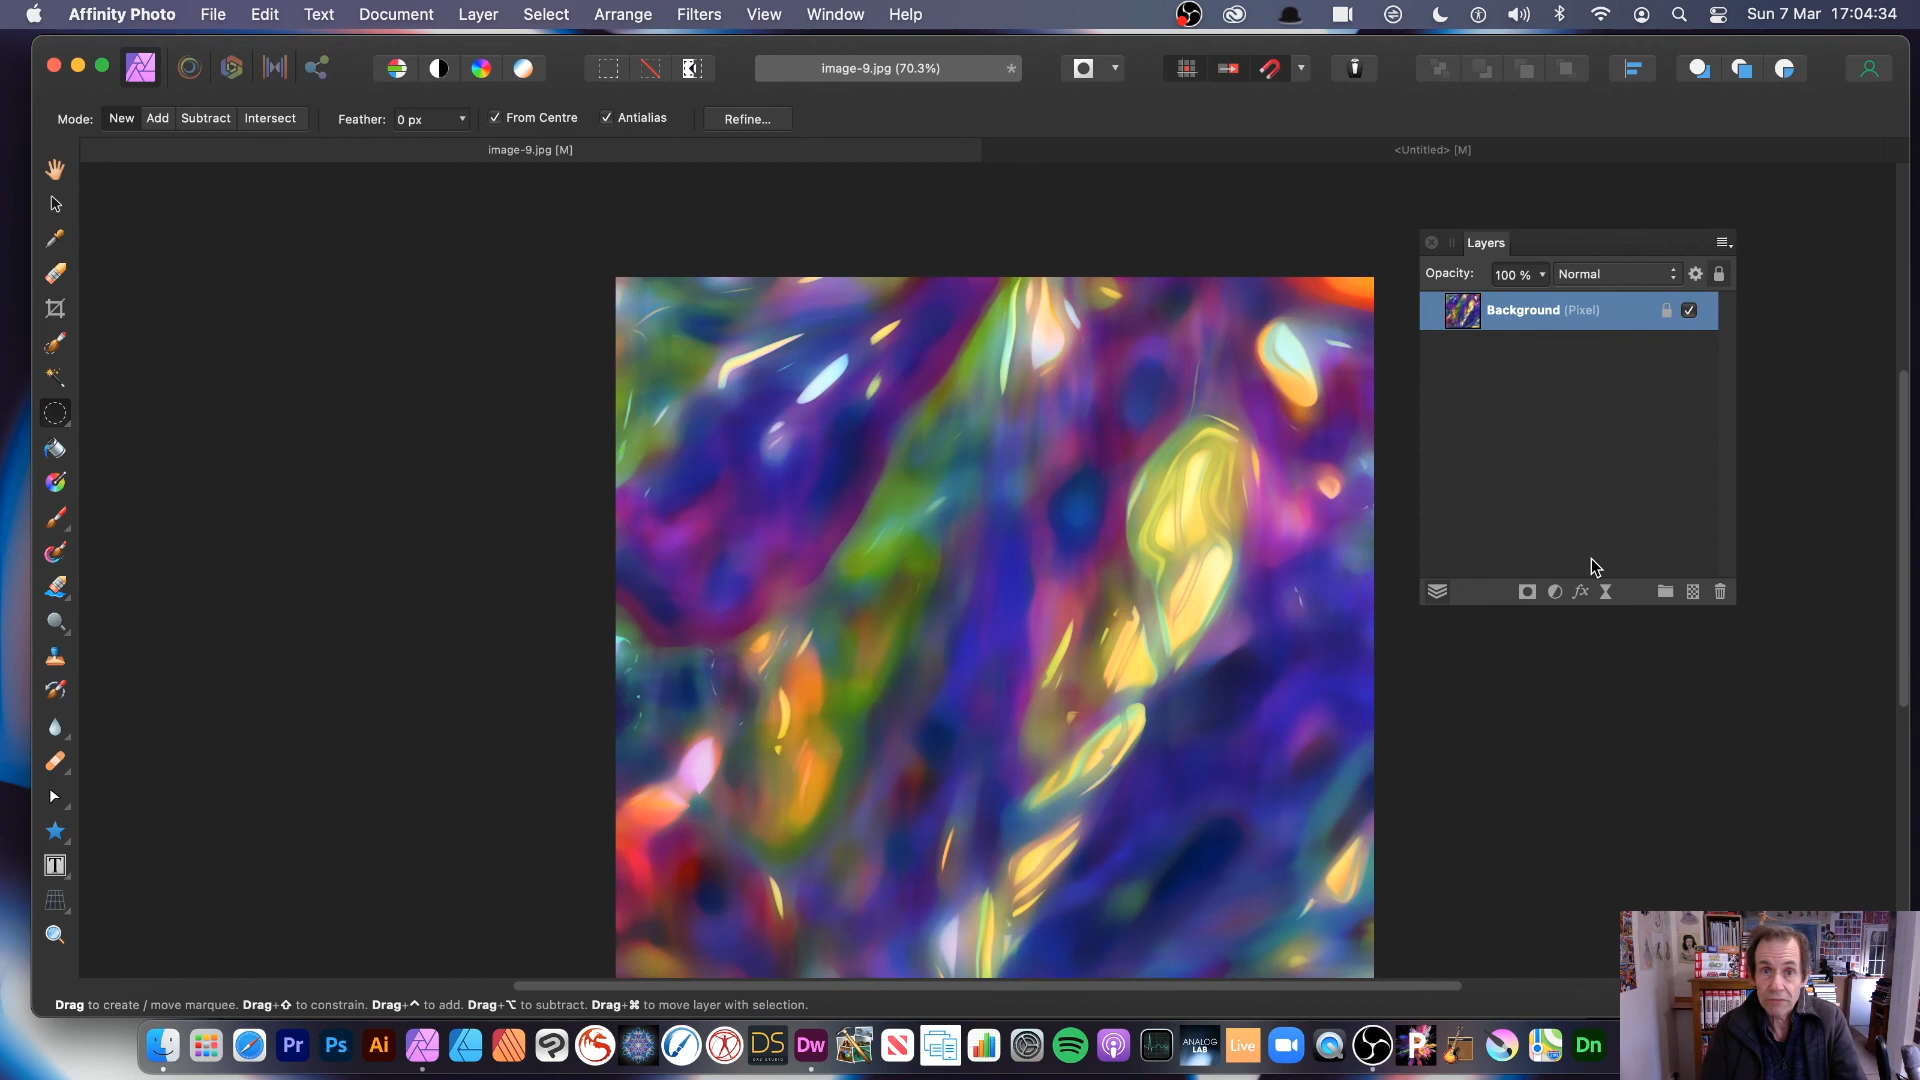 Affinity Photo File Edit Text Document Layer Select Arrange Filters View Window Help Sun 7 Mar 17:04:34
image-9.jpg (70.3%) *
Mode: New Add Subtract Intersect Feather: 0 px From Centre Antialias Refine...
image-9.jpg [M] <Untitled> [M]
Layers
Opacity: 100 % Normal
Background (Pixel)
fx
T
Drag to create / move marquee. Drag+⇧ to constrain. Drag+^ to add. Drag+⌥ to subtract. Drag+⌘ to move layer with selection.
Pr Ps Ai DS Dw ANALOG LAB Live P Dn